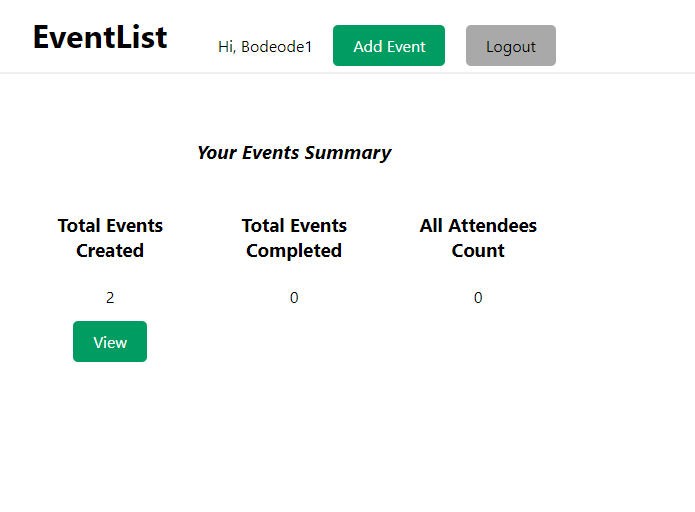 EventList
Hi, Bodeode1
Add Event
Logout
Your Events Summary
Total Events
Created
2
View
Total Events
Completed
0
All Attendees
Count
0